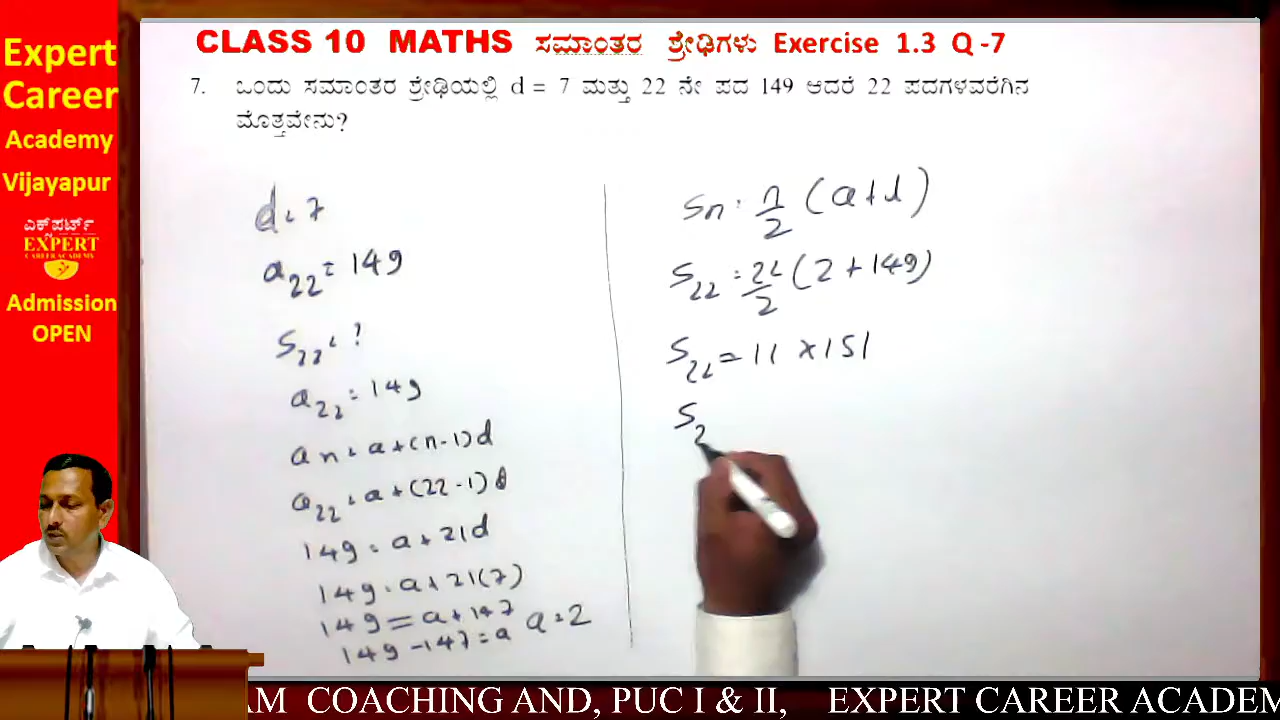 Expert
Career
Academy
Vijayapur
ಎಕ್ಸ್‌ಪರ್ಟ್
EXPERT
CAREER ACADEMY
Admission
OPEN
CLASS 10 MATHS ಸಮಾಂತರ ಶ್ರೇಢಿಗಳು Exercise 1.3 Q -7
7. ಒಂದು ಸಮಾಂತರ ಶ್ರೇಢಿಯಲ್ಲಿ d = 7 ಮತ್ತು 22 ನೇ ಪದ 149 ಆದರೆ 22 ಪದಗಳವರೆಗಿನ
ಮೊತ್ತವೇನು?
d = 7
a22 = 149
S22 = ?
a22 = 149
an = a + (n-1)d
a22 = a + (22-1)d
149 = a + 21d
149 = a + 21(7)
149 = a + 147
149 - 147 = a a = 2
Sn = n/2 (a + l)
S22 = 22/2 (2 + 149)
S22 = 11 × 151
S2
AM COACHING AND, PUC I & II, EXPERT CAREER ACADEM